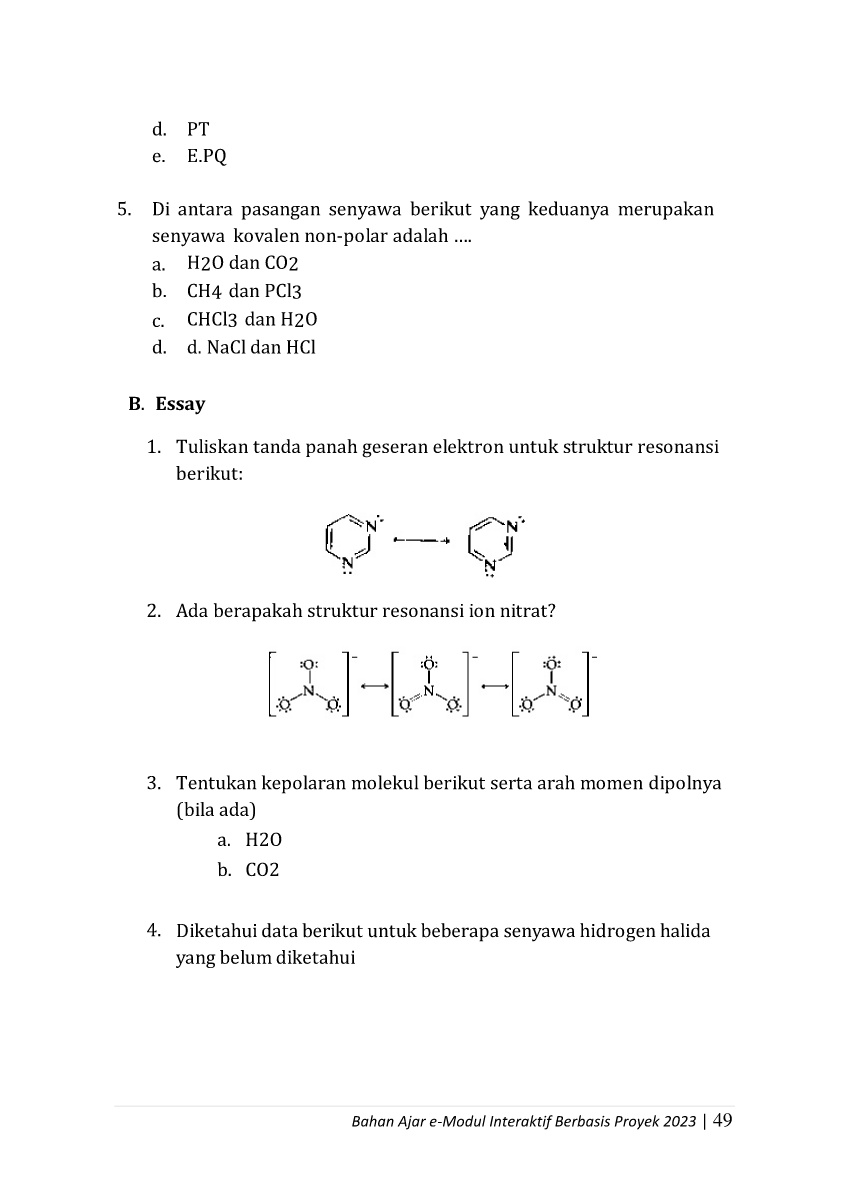 d. PT
e. E.PQ
5. Di antara pasangan senyawa berikut yang keduanya merupakan
senyawa kovalen non-polar adalah ....
a. H2O dan CO2
b. CH4 dan PCl3
c. CHCl3 dan H2O
d. d. NaCl dan HCl
B. Essay
1. Tuliskan tanda panah geseran elektron untuk struktur resonansi
berikut:
N N
N N
2. Ada berapakah struktur resonansi ion nitrat?
:O: - :O: - :O: -
N N N
O O O O O O
3. Tentukan kepolaran molekul berikut serta arah momen dipolnya
(bila ada)
a. H2O
b. CO2
4. Diketahui data berikut untuk beberapa senyawa hidrogen halida
yang belum diketahui
Bahan Ajar e-Modul Interaktif Berbasis Proyek 2023 | 49